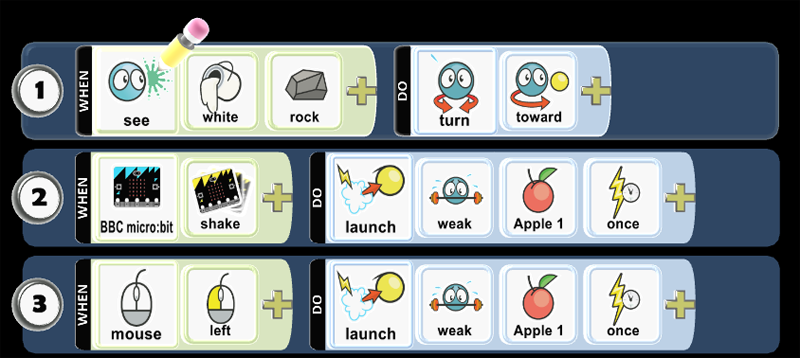 1 WHEN see white rock DO turn toward
2 WHEN BBC micro:bit shake DO launch weak Apple 1 once
3 WHEN mouse left DO launch weak Apple 1 once